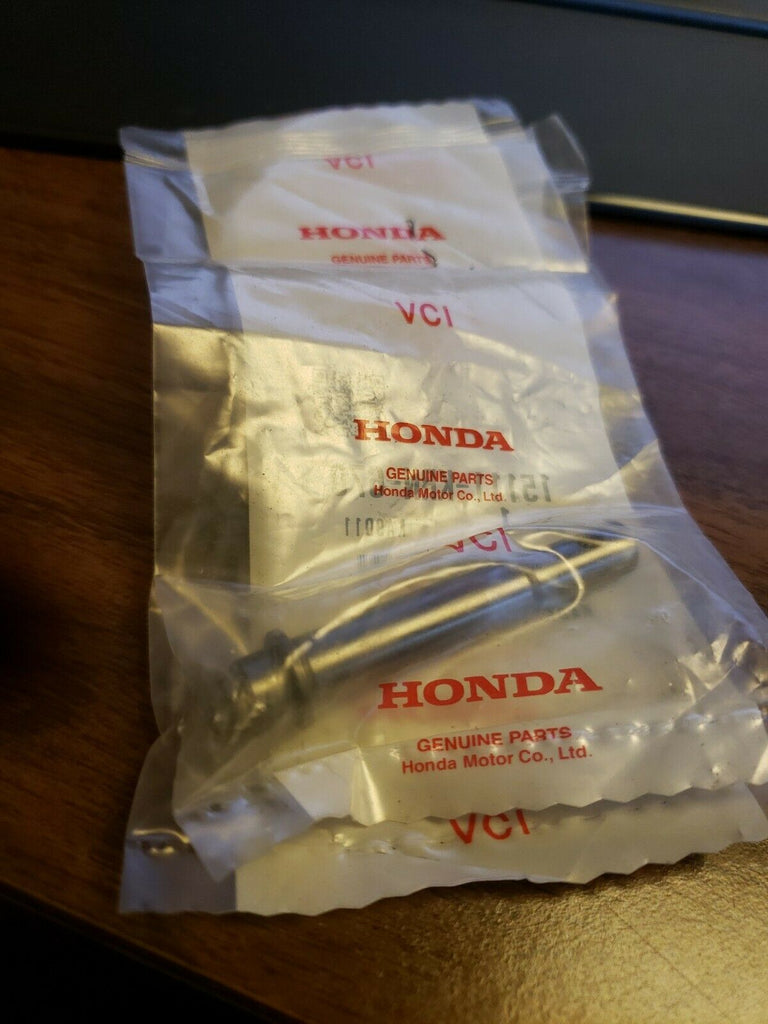 VCI
HONDA
GENUINE PARTS
VCI
HONDA
GENUINE PARTS
Honda Motor Co., Ltd.
VCI
HONDA
GENUINE PARTS
Honda Motor Co., Ltd.
VCI